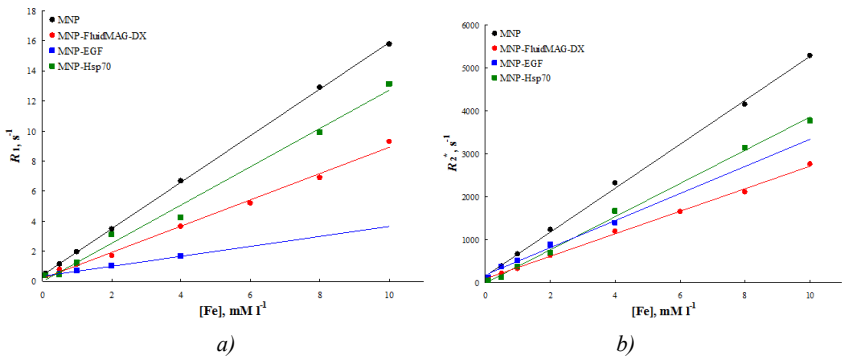 MNP
MNP-FluidMAG-DX
MNP-EGF
MNP-Hsp70
18
16
14
12
10
8
6
4
2
0
R1, s-1
0 2 4 6 8 10
[Fe], mM l-1
a)
MNP
MNP-FluidMAG-DX
MNP-EGF
MNP-Hsp70
6000
5000
4000
3000
2000
1000
0
R2*, s-1
0 2 4 6 8 10
[Fe], mM l-1
b)